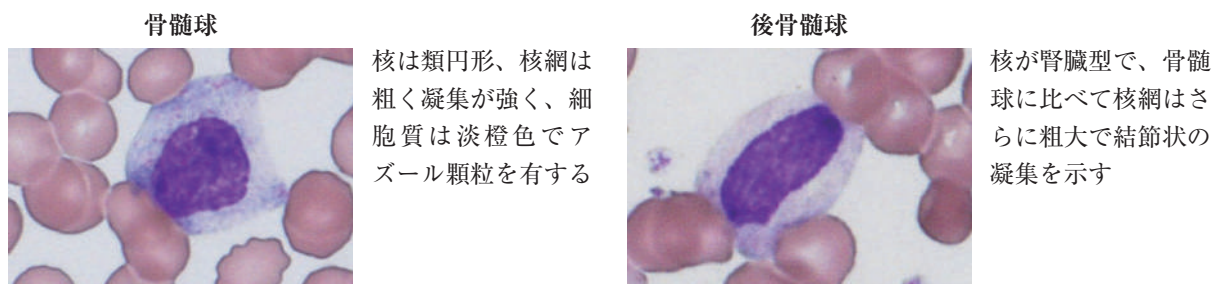 骨髄球
核は類円形、核網は
粗く凝集が強く、細
胞質は淡橙色でア
ズール顆粒を有する
後骨髄球
核が腎臓型で、骨髄
球に比べて核網はさ
らに粗大で結節状の
凝集を示す